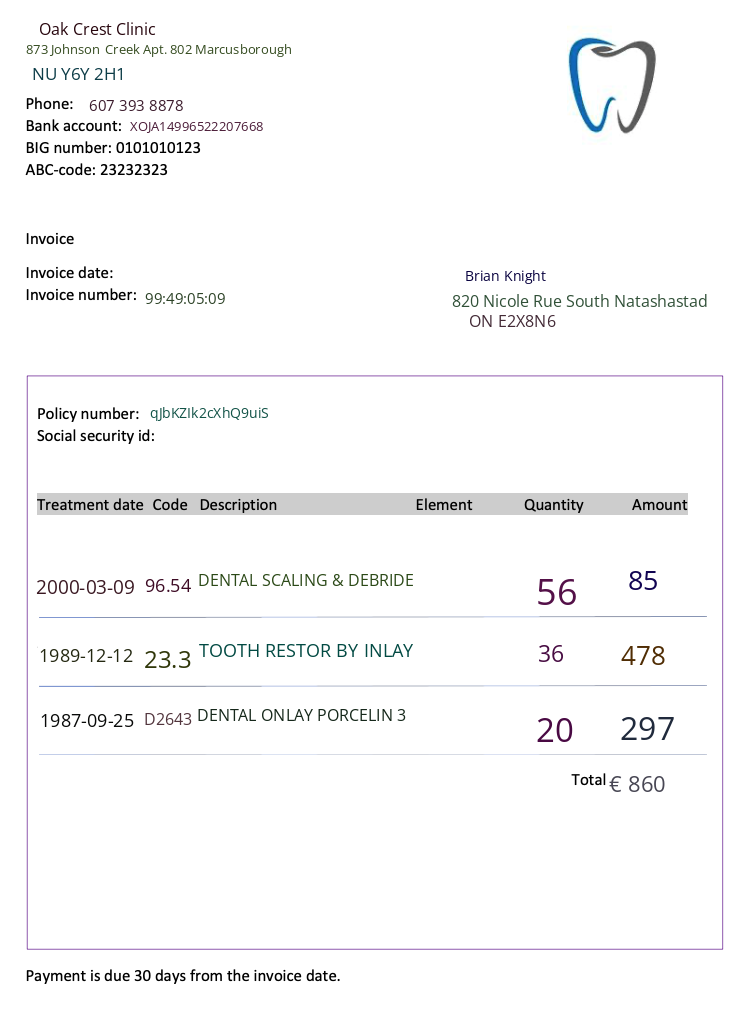 Oak Crest Clinic
873 Johnson Creek Apt. 802 Marcusborough
NU Y6Y 2H1
Phone: 607 393 8878
Bank account: XOJA14996522207668
BIG number: 0101010123
ABC-code: 23232323
Invoice
Invoice date:
Invoice number: 99:49:05:09
Brian Knight
820 Nicole Rue South Natashastad
ON E2X8N6
Policy number: qJbKZIk2cXhQ9uiS
Social security id:
Treatment date Code Description Element Quantity Amount
2000-03-09 96.54 DENTAL SCALING & DEBRIDE 56 85
1989-12-12 23.3 TOOTH RESTOR BY INLAY 36 478
1987-09-25 D2643 DENTAL ONLAY PORCELIN 3 20 297
Total € 860
Payment is due 30 days from the invoice date.